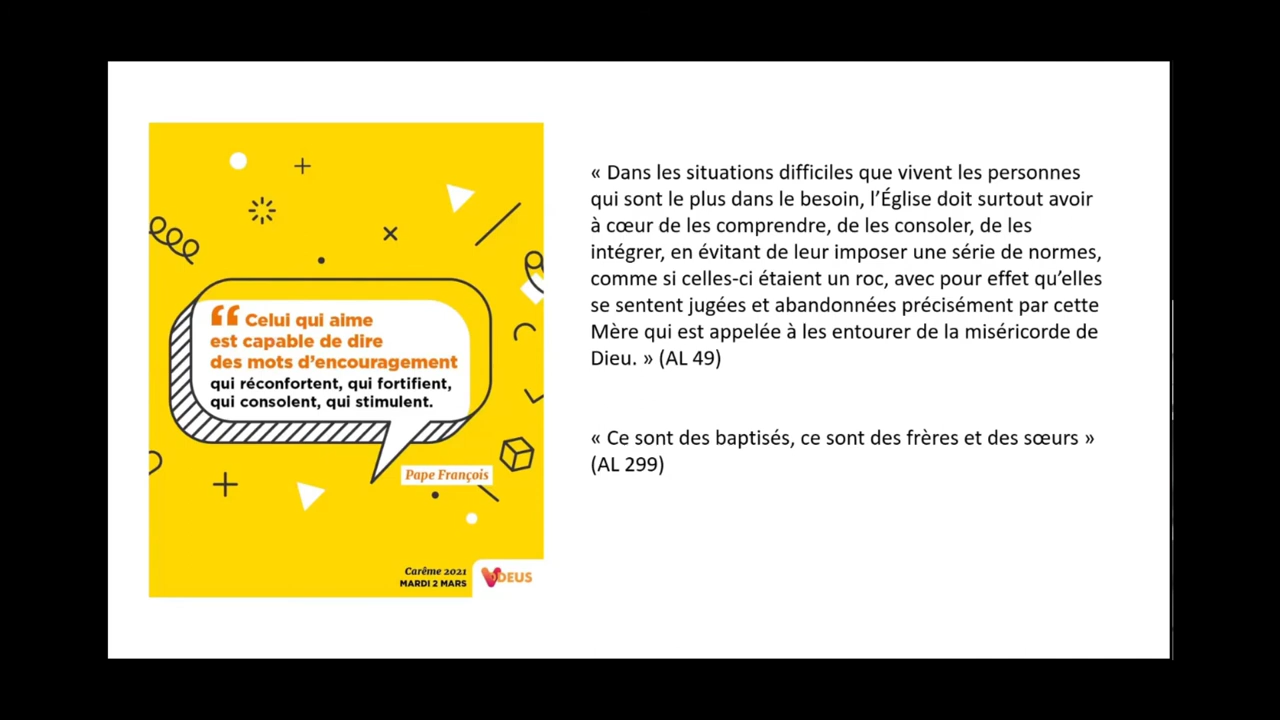 “ Celui qui aime
est capable de dire
des mots d’encouragement
qui réconfortent, qui fortifient,
qui consolent, qui stimulent.
Pape François
Carême 2021
MARDI 2 MARS
VDEUS
« Dans les situations difficiles que vivent les personnes
qui sont le plus dans le besoin, l’Église doit surtout avoir
à cœur de les comprendre, de les consoler, de les
intégrer, en évitant de leur imposer une série de normes,
comme si celles-ci étaient un roc, avec pour effet qu’elles
se sentent jugées et abandonnées précisément par cette
Mère qui est appelée à les entourer de la miséricorde de
Dieu. » (AL 49)
« Ce sont des baptisés, ce sont des frères et des sœurs »
(AL 299)